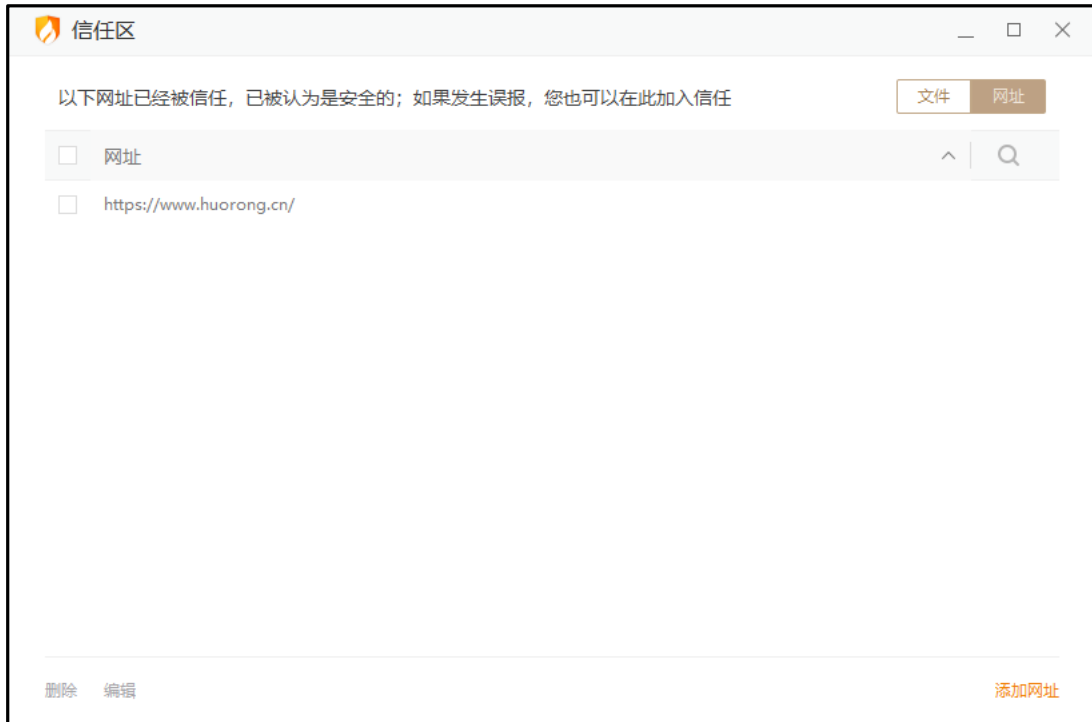 信任区
以下网址已经被信任，已被认为是安全的；如果发生误报，您也可以在此加入信任
文件 网址
网址
https://www.huorong.cn/
删除 编辑 添加网址